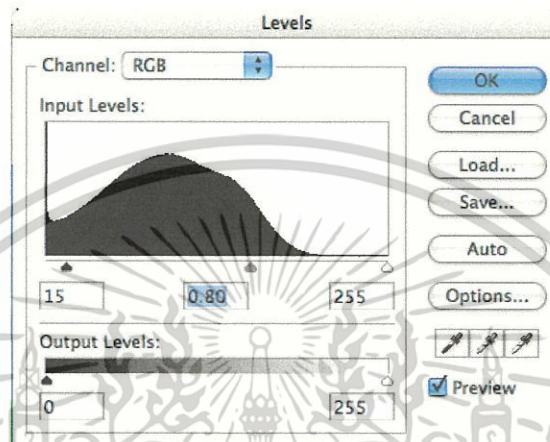 Levels
Channel: RGB
OK
Input Levels:
Cancel
Load...
Save...
Auto
15 0.80 255
Options...
Output Levels:
Preview
0 255